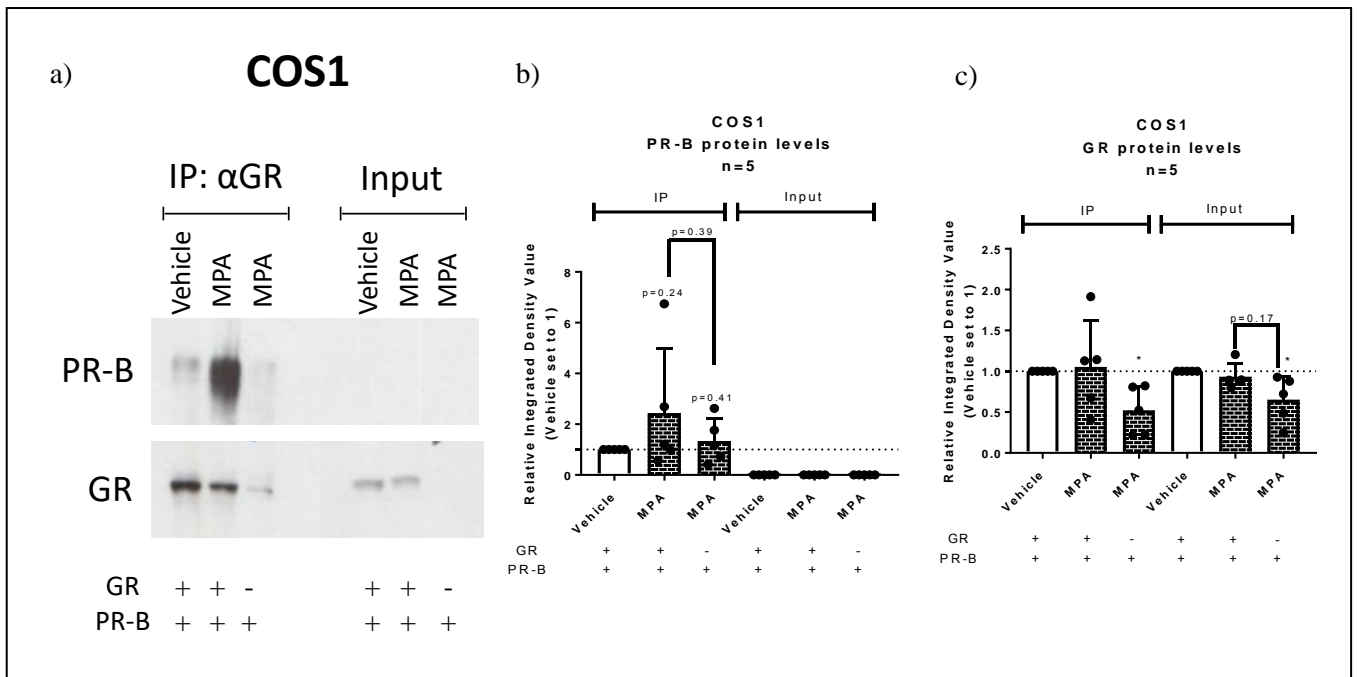 a)
COS1
IP: αGR
Input
Vehicle
MPA
MPA
Vehicle
MPA
MPA
PR-B
GR
GR + + - + + -
PR-B + + + + + +
b)
COS1
PR-B protein levels
n=5
IP
Input
p=0.39
p=0.24
p=0.41
Relative Integrated Density Value
(Vehicle set to 1)
8
6
4
2
0
Vehicle
MPA
MPA
Vehicle
MPA
MPA
GR + + - + + -
PR-B + + + + + +
c)
COS1
GR protein levels
n=5
IP
Input
p=0.17
*
*
Relative Integrated Density Value
(Vehicle set to 1)
2.5
2.0
1.5
1.0
0.5
0.0
Vehicle
MPA
MPA
Vehicle
MPA
MPA
GR + + - + + -
PR-B + + + + + +